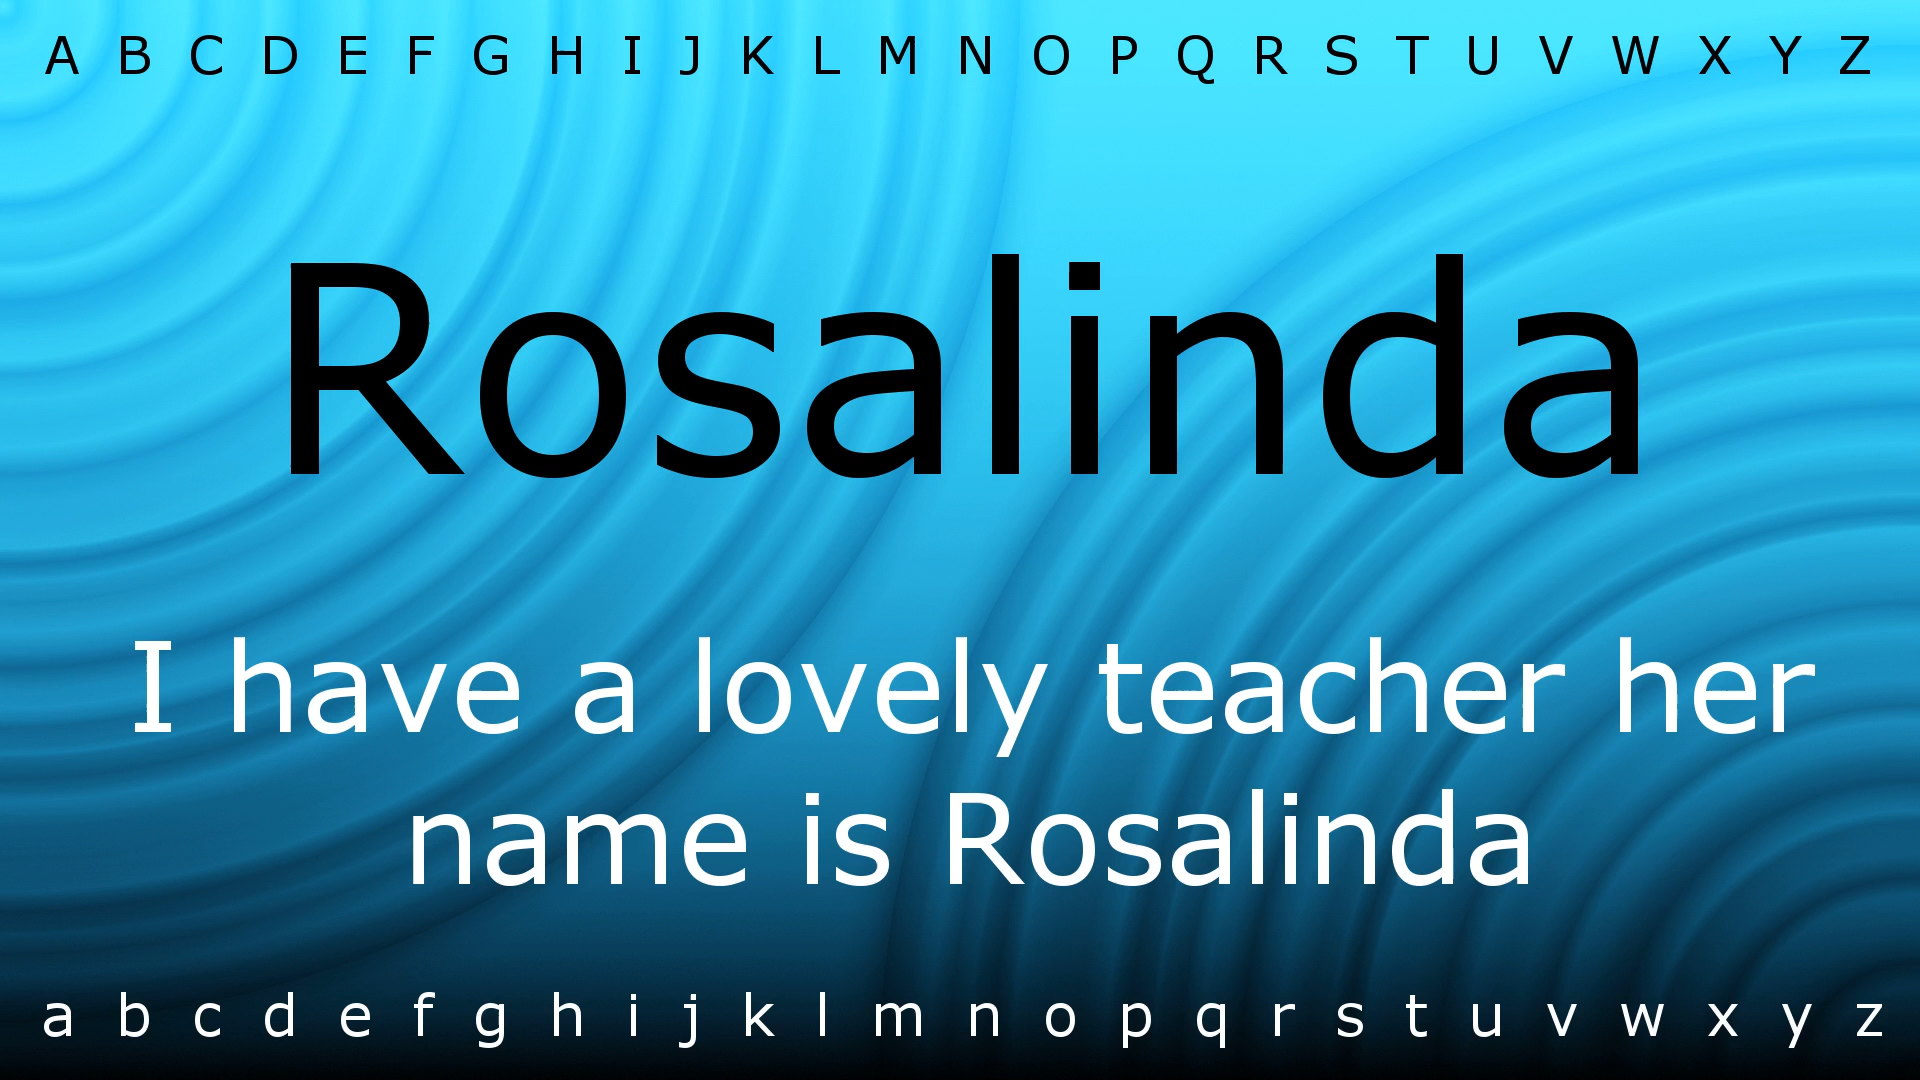 A B C D E F G H I J K L M N O P Q R S T U V W X Y Z
Rosalinda
I have a lovely teacher her
name is Rosalinda
a b c d e f g h i j k l m n o p q r s t u v w x y z